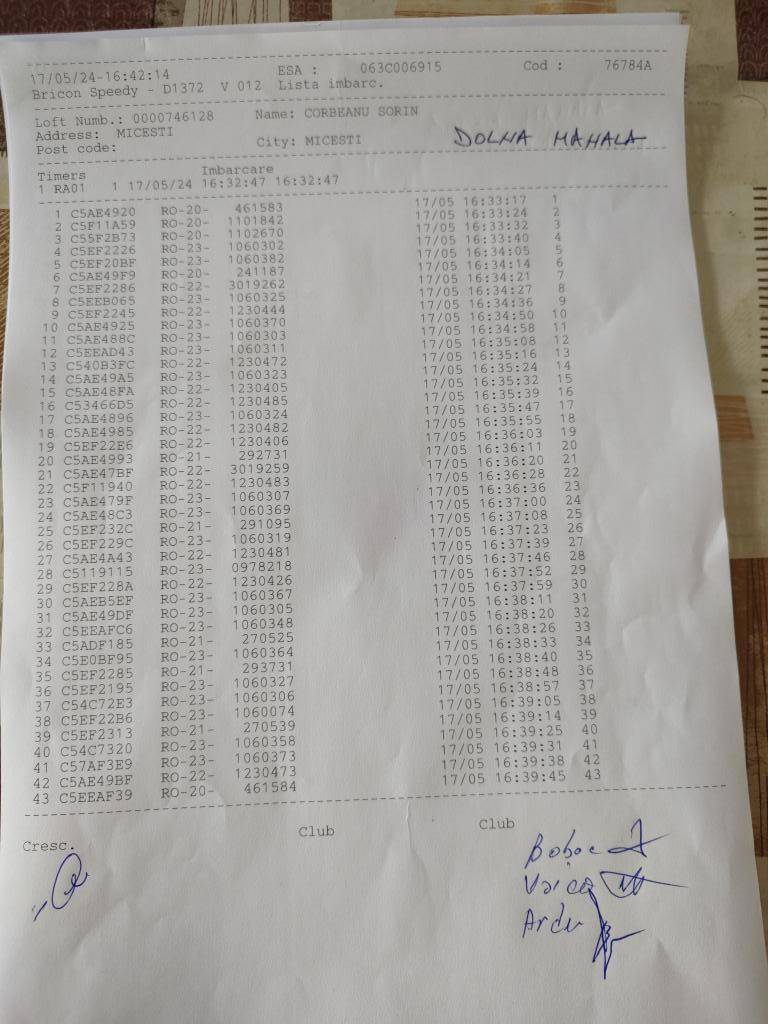 17/05/24-16:42:14 ESA : 063C006915 Cod : 76784A
Bricon Speedy - D1372 V 012 Lista imbarc.
Loft Numb.: 0000746128 Name: CORBEANU SORIN
Address: MICESTI
Post code: City: MICESTI DOLNA MAHALA
Timers Imbarcare
1 RA01 1 17/05/24 16:32:47 16:32:47
1 C5AE4920 RO-20- 461583 17/05 16:33:17 1
2 C5F11A59 RO-20- 1101842 17/05 16:33:24 2
3 C55F2B73 RO-20- 1102670 17/05 16:33:32 3
4 C5EF2226 RO-23- 1060302 17/05 16:33:40 4
5 C5EF20BF RO-23- 1060382 17/05 16:34:05 5
6 C5AE49F9 RO-20- 241187 17/05 16:34:14 6
7 C5EF2286 RO-22- 3019262 17/05 16:34:21 7
8 C5EEB065 RO-23- 1060325 17/05 16:34:27 8
9 C5EF2245 RO-22- 1230444 17/05 16:34:36 9
10 C5AE4925 RO-23- 1060370 17/05 16:34:50 10
11 C5AE488C RO-23- 1060303 17/05 16:34:58 11
12 C5EEAD43 RO-23- 1060311 17/05 16:35:08 12
13 C540B3FC RO-22- 1230472 17/05 16:35:16 13
14 C5AE49A5 RO-23- 1060323 17/05 16:35:24 14
15 C5AE48FA RO-22- 1230405 17/05 16:35:32 15
16 C53466D5 RO-22- 1230485 17/05 16:35:39 16
17 C5AE4896 RO-23- 1060324 17/05 16:35:47 17
18 C5AE4985 RO-22- 1230482 17/05 16:35:55 18
19 C5EF22E6 RO-22- 1230406 17/05 16:36:03 19
20 C5AE4993 RO-21- 292731 17/05 16:36:11 20
21 C5AE47BF RO-22- 3019259 17/05 16:36:20 21
22 C5F11940 RO-22- 1230483 17/05 16:36:28 22
23 C5AE479F RO-23- 1060307 17/05 16:36:36 23
24 C5AE48C3 RO-23- 1060369 17/05 16:37:00 24
25 C5EF232C RO-21- 291095 17/05 16:37:08 25
26 C5EF229C RO-23- 1060319 17/05 16:37:23 26
27 C5AE4A43 RO-22- 1230481 17/05 16:37:39 27
28 C5119115 RO-23- 0978218 17/05 16:37:46 28
29 C5EF228A RO-22- 1230426 17/05 16:37:52 29
30 C5AEB5EF RO-23- 1060367 17/05 16:37:59 30
31 C5AE49DF RO-23- 1060305 17/05 16:38:11 31
32 C5EEAFC6 RO-23- 1060348 17/05 16:38:20 32
33 C5ADF185 RO-21- 270525 17/05 16:38:26 33
34 C5E0BF95 RO-23- 1060364 17/05 16:38:33 34
35 C5EF2285 RO-21- 293731 17/05 16:38:40 35
36 C5EF2195 RO-23- 1060327 17/05 16:38:48 36
37 C54C72E3 RO-23- 1060306 17/05 16:38:57 37
38 C5EF22B6 RO-23- 1060074 17/05 16:39:05 38
39 C5EF2313 RO-21- 270539 17/05 16:39:14 39
40 C54C7320 RO-23- 1060358 17/05 16:39:25 40
41 C57AF3E9 RO-23- 1060373 17/05 16:39:31 41
42 C5AE49BF RO-22- 1230473 17/05 16:39:38 42
43 C5EEAF39 RO-20- 461584 17/05 16:39:45 43
Cresc. Club Club
Boboc
Voica